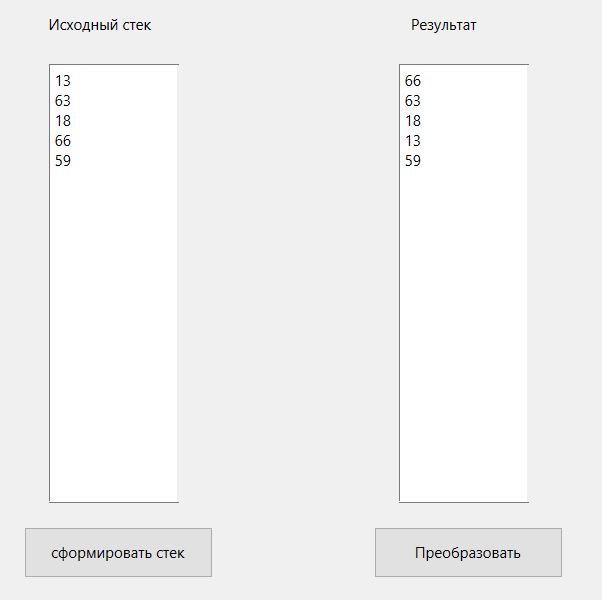 Исходный стек
Результат
13
63
18
66
59
66
63
18
13
59
сформировать стек
Преобразовать